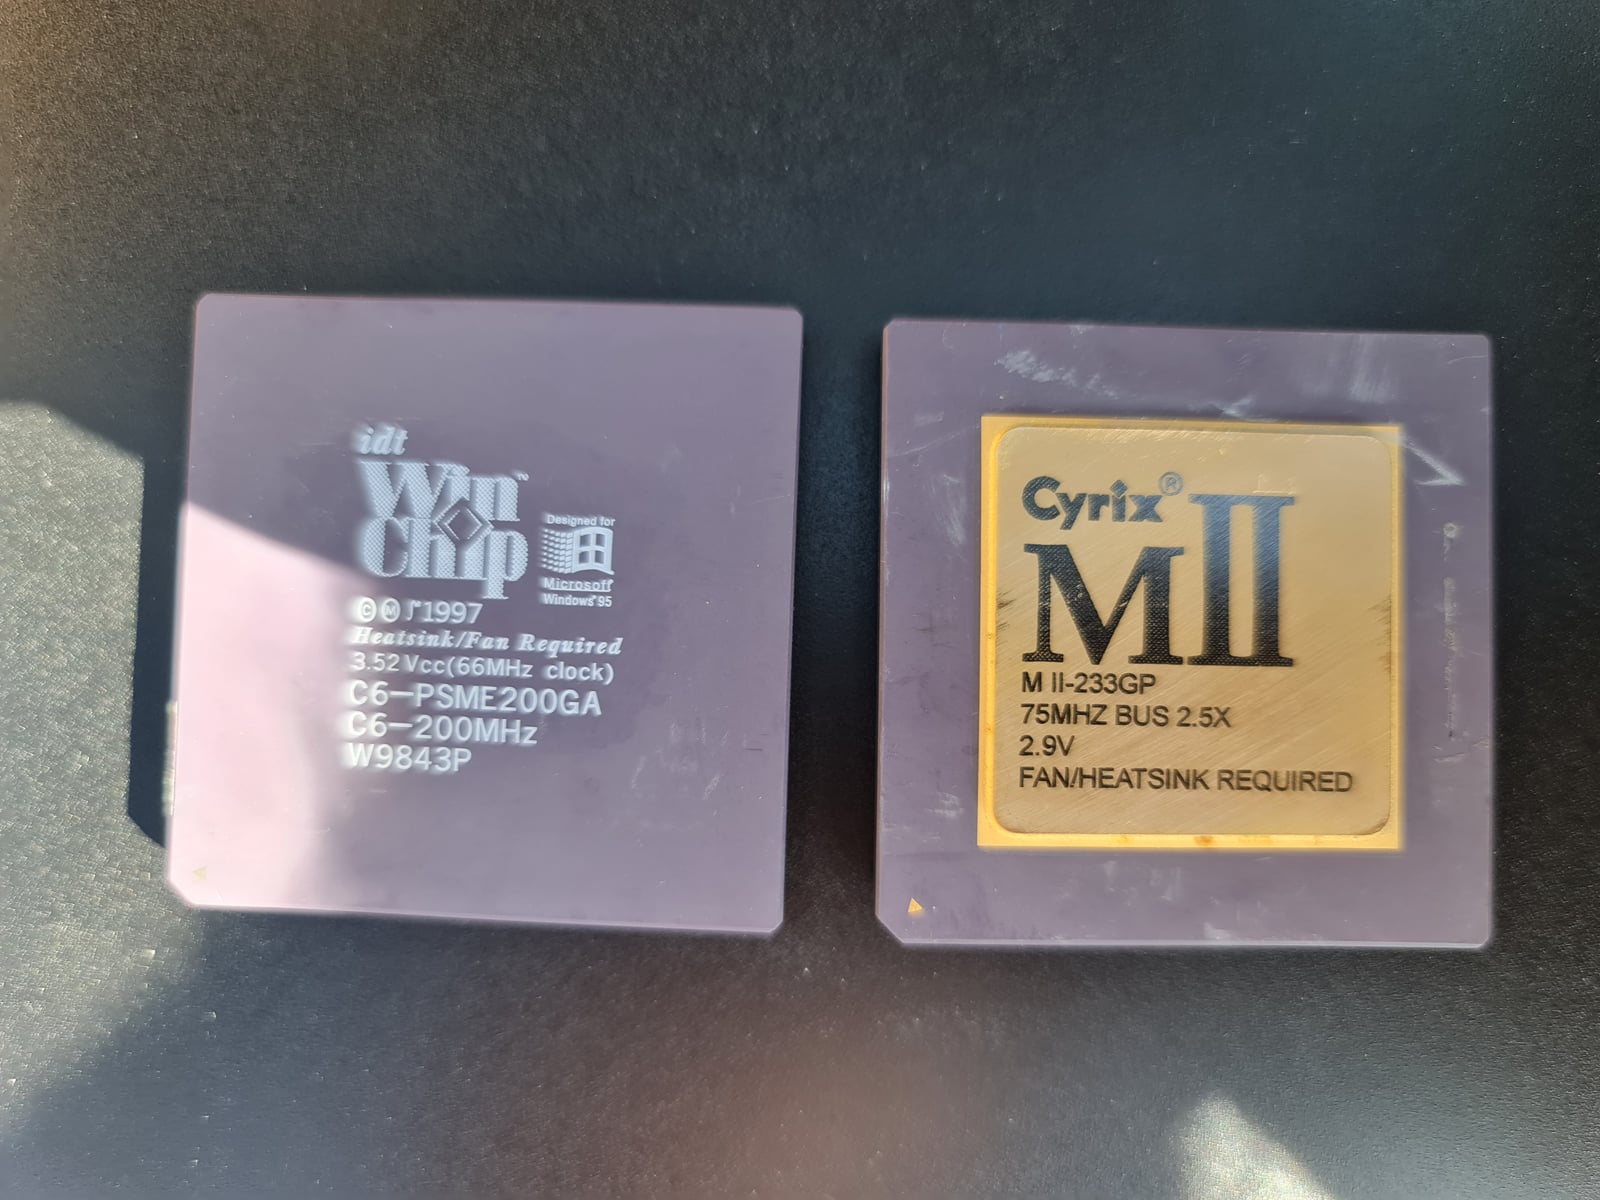 idt
Win™
Chip
Designed for
Microsoft®
Windows®95
© Ⓜ 1997
Heatsink/Fan Required
3.52 Vcc(66MHz clock)
C6-PSME200GA
C6-200MHz
W9843P
Cyrix®
MII
M II-233GP
75MHZ BUS 2.5X
2.9V
FAN/HEATSINK REQUIRED